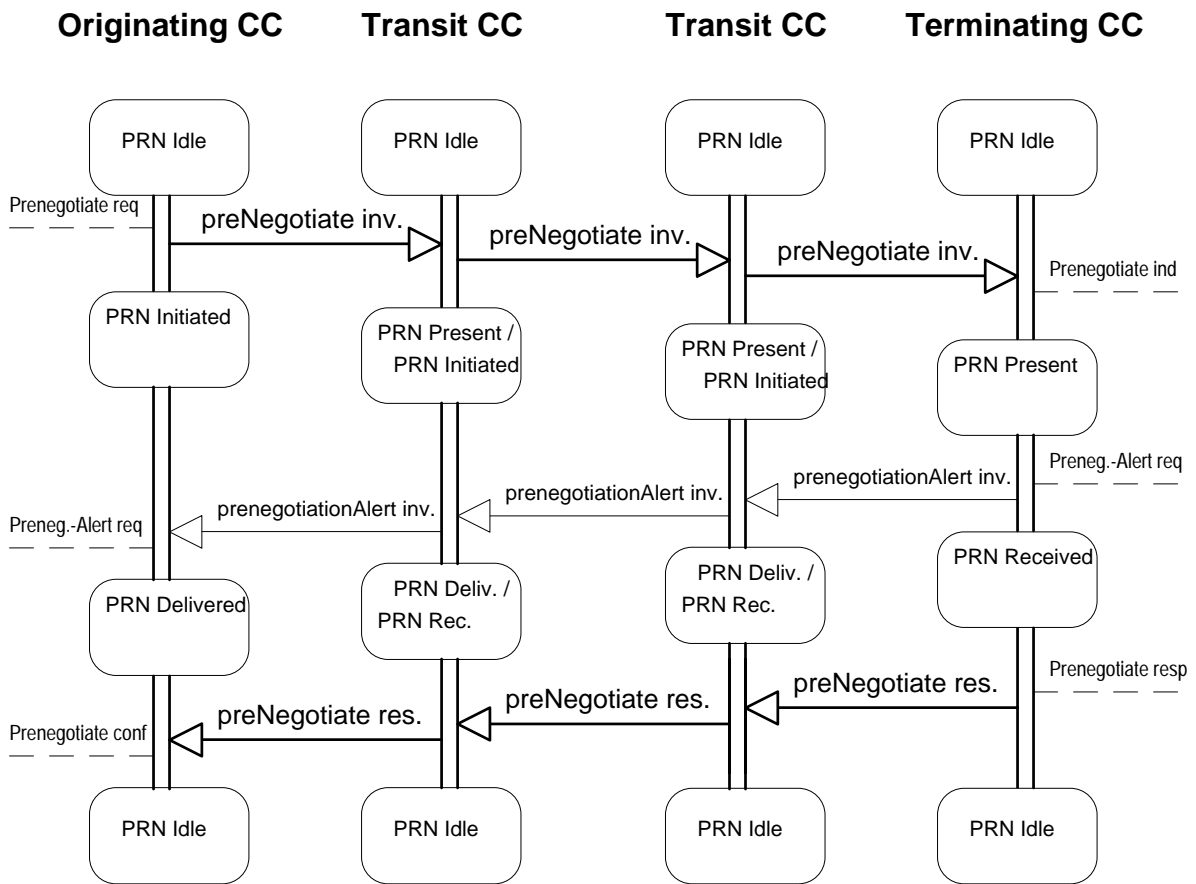 Originating CC
Transit CC
Transit CC
Terminating CC
PRN Idle
PRN Idle
PRN Idle
PRN Idle
Prenegotiate req
preNegotiate inv.
preNegotiate inv.
preNegotiate inv.
Prenegotiate ind
PRN Initiated
PRN Present /
PRN Initiated
PRN Present /
PRN Initiated
PRN Present
Preneg.-Alert req
prenegotiationAlert inv.
prenegotiationAlert inv.
prenegotiationAlert inv.
Preneg.-Alert req
PRN Received
PRN Deliv. /
PRN Rec.
PRN Deliv. /
PRN Rec.
PRN Delivered
Prenegotiate resp
preNegotiate res.
preNegotiate res.
preNegotiate res.
Prenegotiate conf
PRN Idle
PRN Idle
PRN Idle
PRN Idle